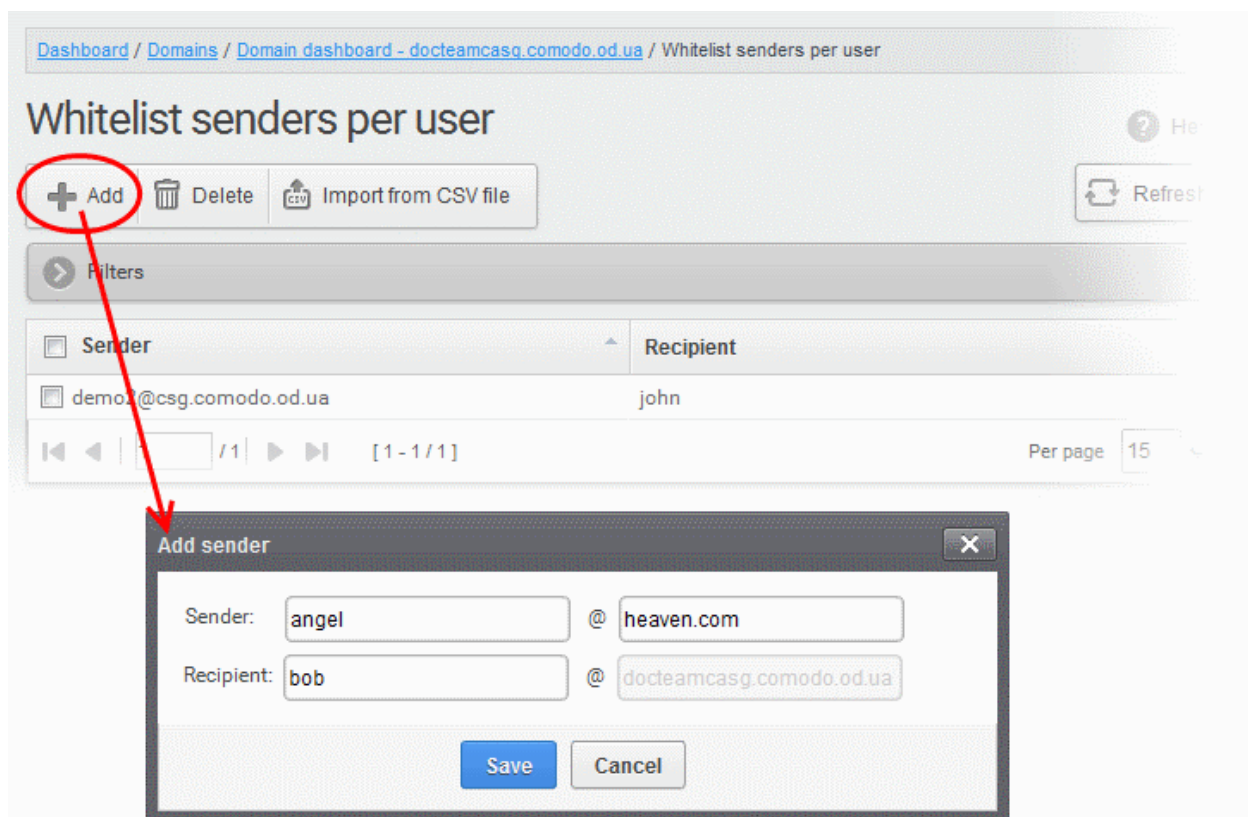 Dashboard / Domains / Domain dashboard - docteamcasg.comodo.od.ua / Whitelist senders per user
Whitelist senders per user
Add Delete Import from CSV file
Filters
Sender Recipient
demo2@csg.comodo.od.ua john
/ 1 [ 1 - 1 / 1 ] Per page 15
Add sender
Sender: angel @ heaven.com
Recipient: bob @ docteamcasg.comodo.od.ua
Save Cancel